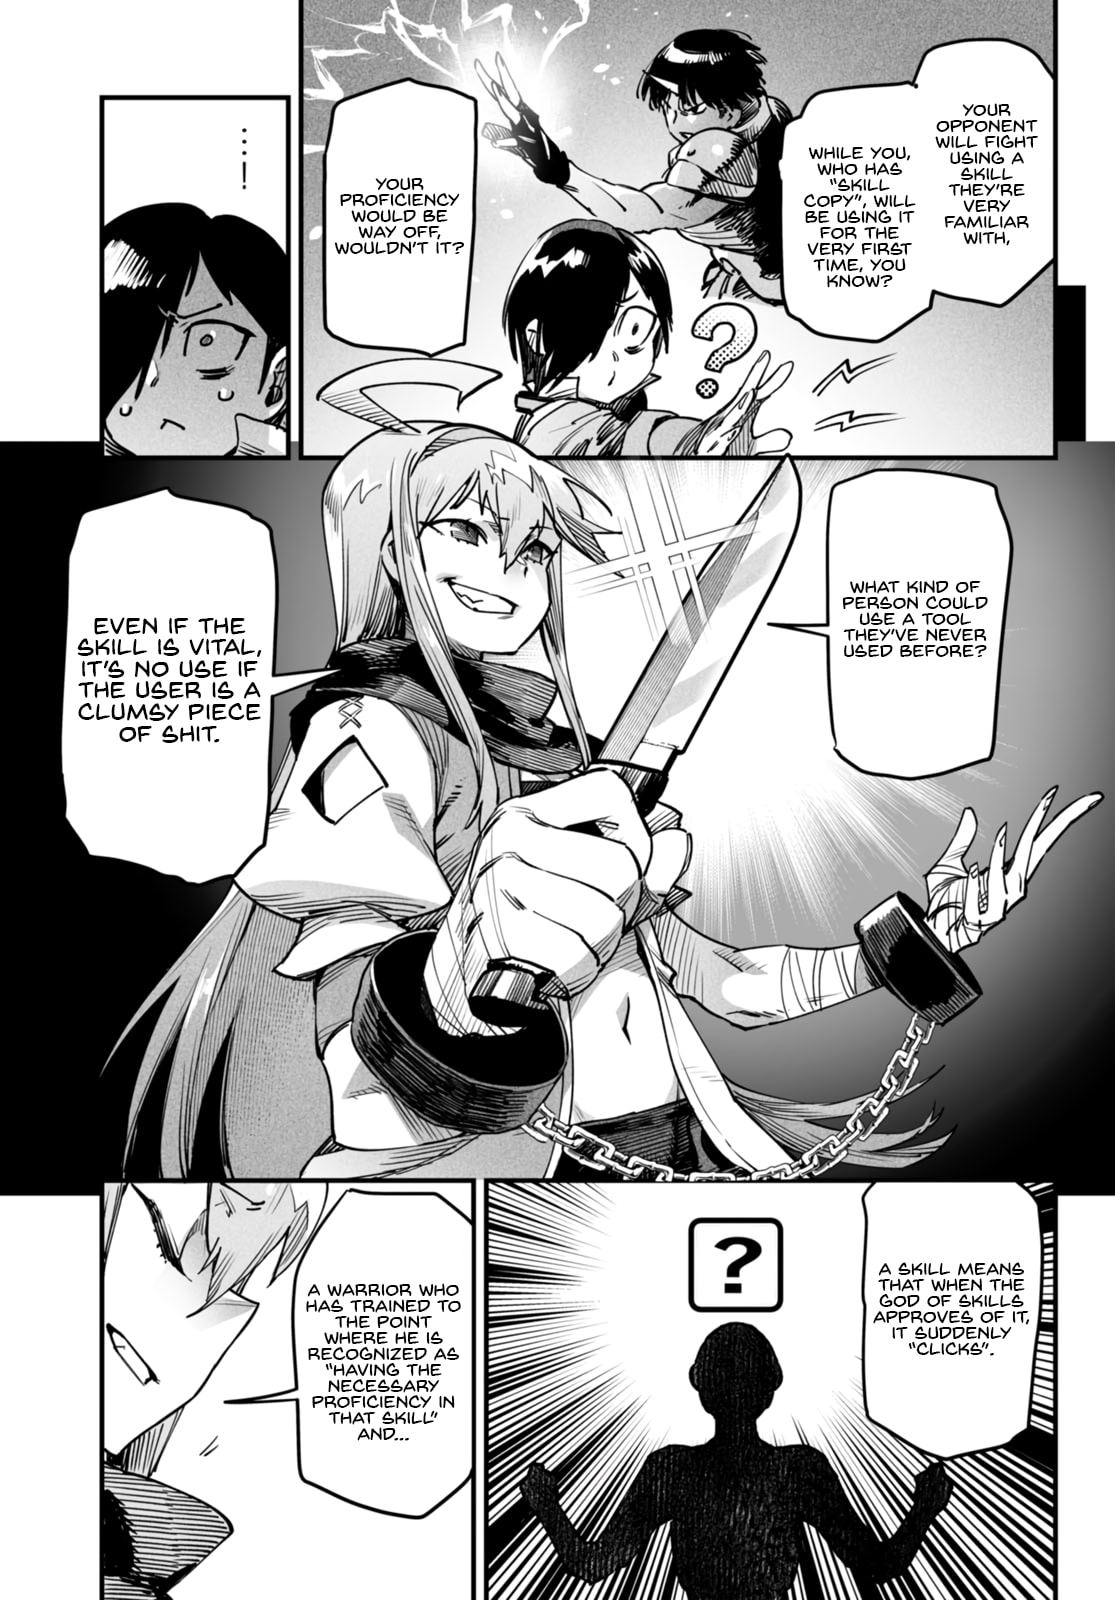 YOUR
OPPONENT
WILL FIGHT
USING A
SKILL
THEY'RE
VERY
FAMILIAR
WITH,
WHILE YOU,
WHO HAS
"SKILL
COPY", WILL
BE USING IT
FOR THE
VERY FIRST
TIME, YOU
KNOW?
?
YOUR
PROFICIENCY
WOULD BE
WAY OFF,
WOULDN'T IT?
...!
WHAT KIND OF
PERSON COULD
USE A TOOL
THEY'VE NEVER
USED BEFORE?
EVEN IF THE
SKILL IS VITAL,
IT'S NO USE IF
THE USER IS A
CLUMSY PIECE
OF SHIT.
A SKILL MEANS
THAT WHEN THE
GOD OF SKILLS
APPROVES OF IT,
IT SUDDENLY
"CLICKS".
?
A WARRIOR WHO
HAS TRAINED TO
THE POINT
WHERE HE IS
RECOGNIZED AS
"HAVING THE
NECESSARY
PROFICIENCY IN
THAT SKILL"
AND...